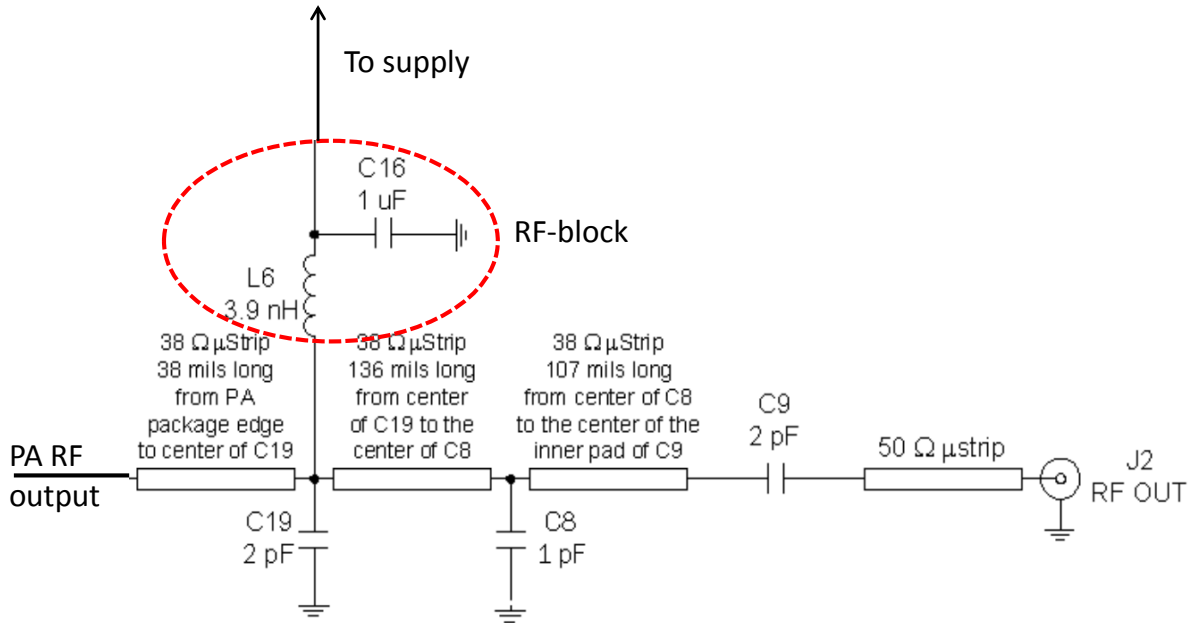 To supply
C16
1 uF
RF-block
L6
3.9 nH
38 Ω µStrip
38 mils long
from PA
package edge
to center of C19
38 Ω µStrip
136 mils long
from center
of C19 to the
center of C8
38 Ω µStrip
107 mils long
from center of C8
to the center of the
inner pad of C9
C9
2 pF
50 Ω µstrip
J2
RF OUT
PA RF
output
C19
2 pF
C8
1 pF